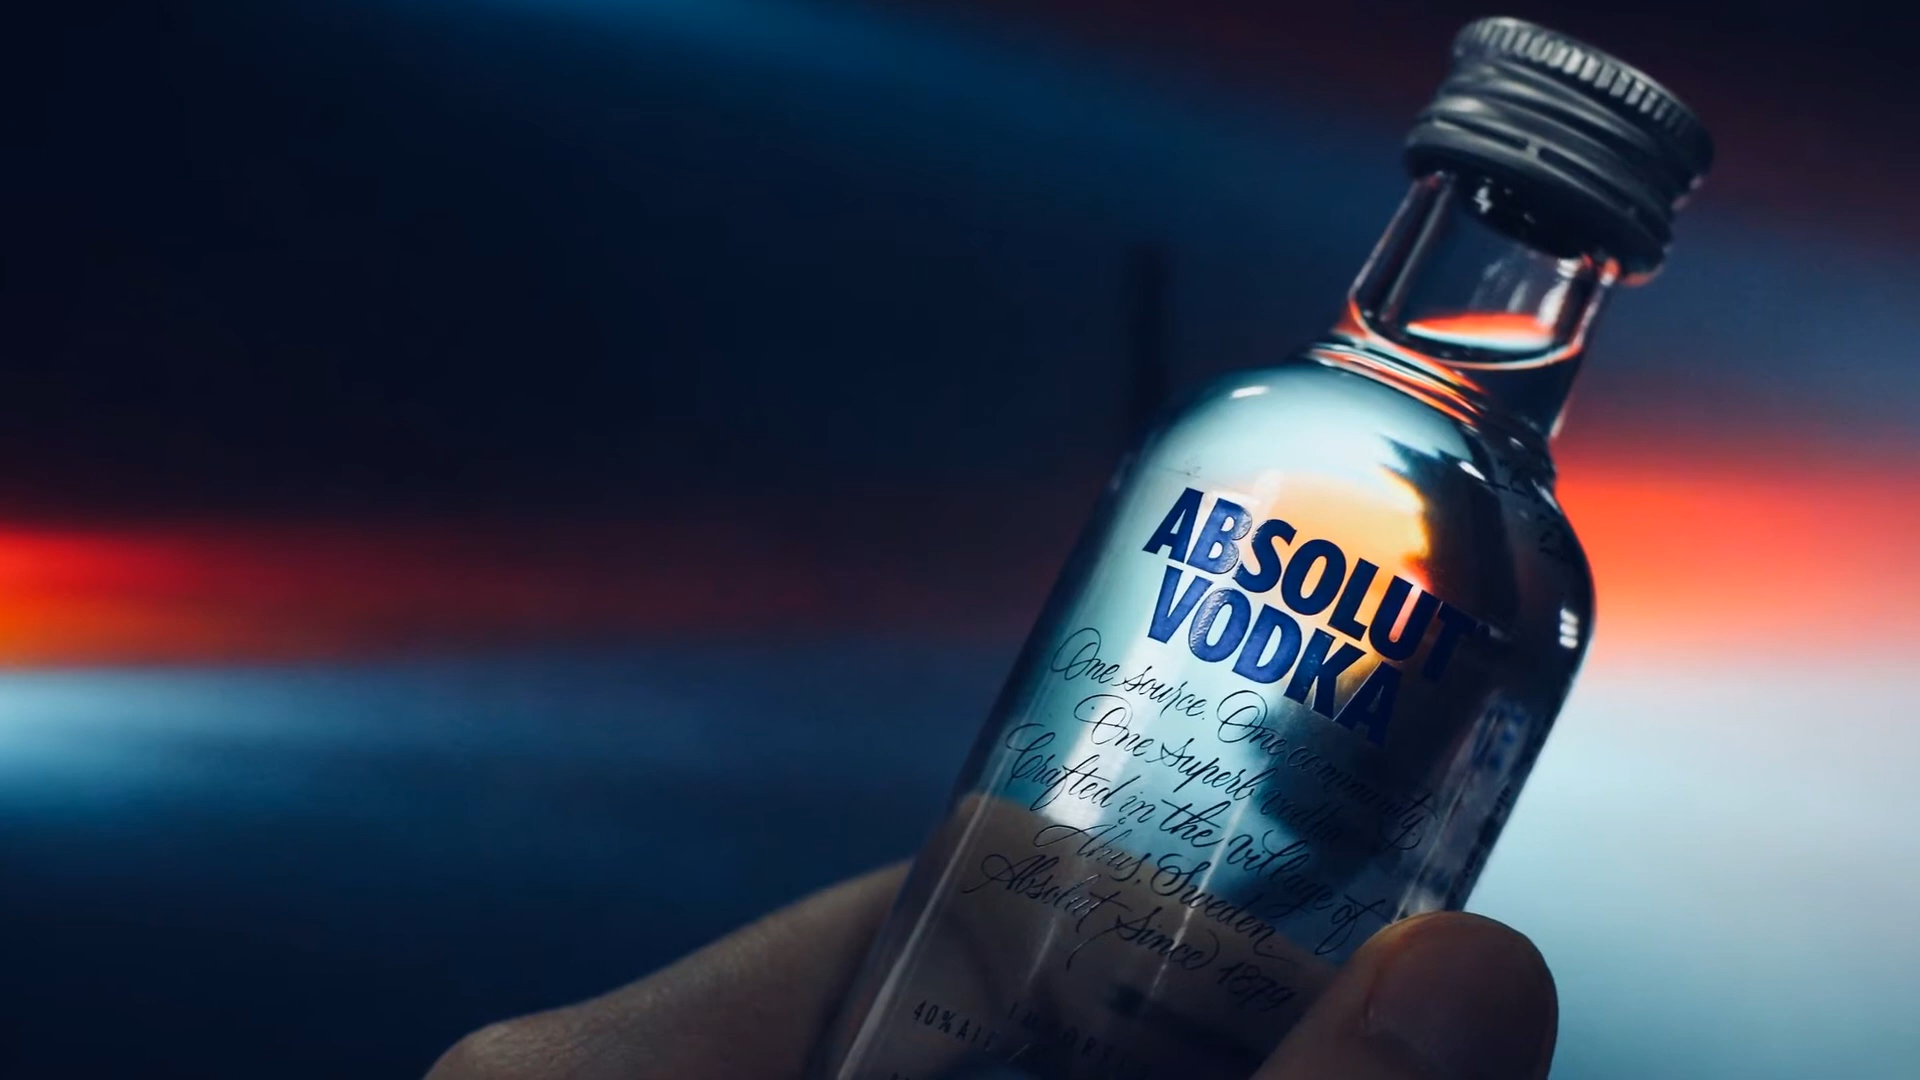 ABSOLUT
VODKA
One source. One community.
One superb vodka.
Crafted in the village of
Åhus, Sweden.
Absolut Since 1879
40% ALC